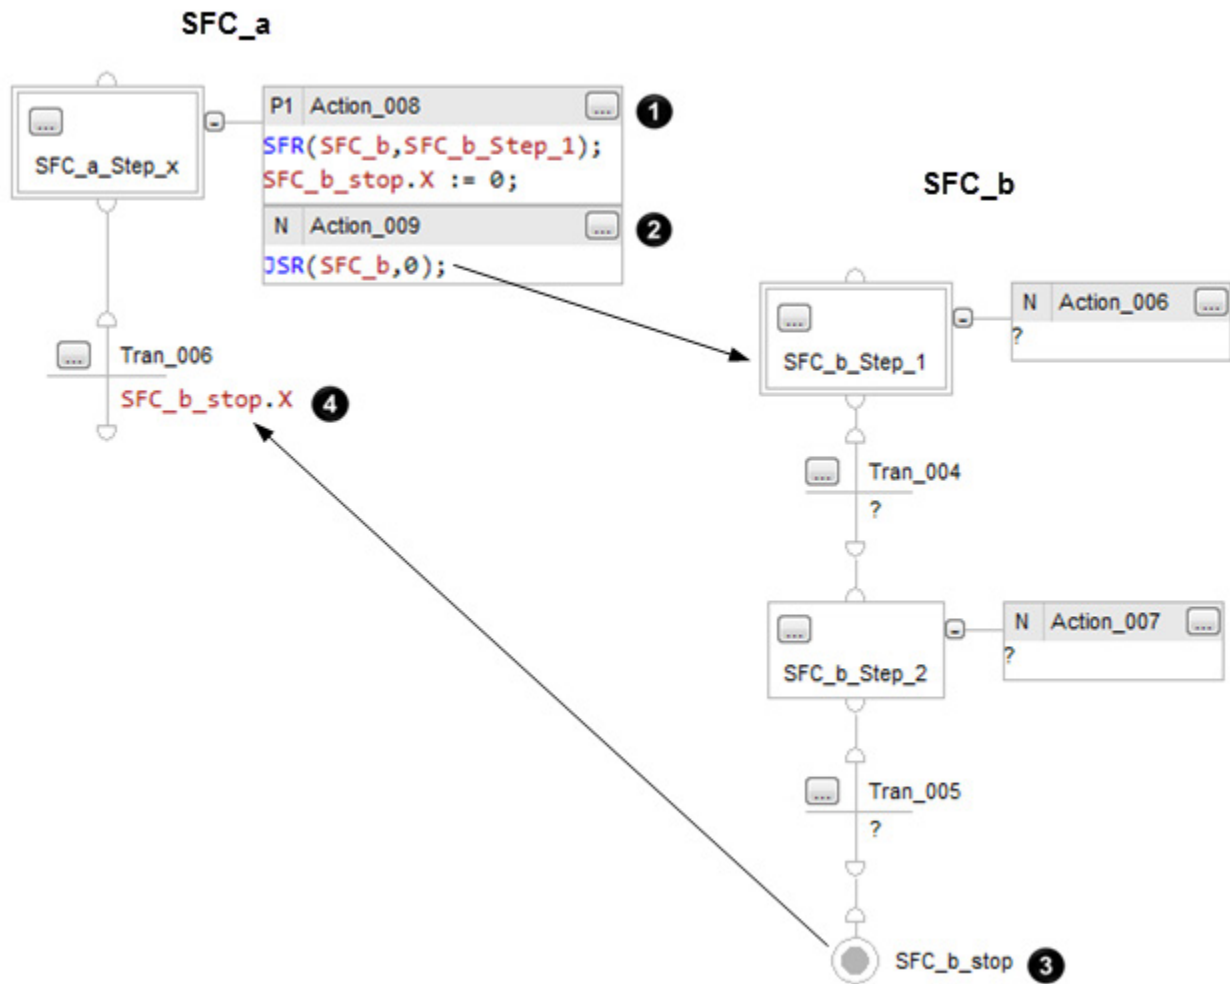 SFC_a
...
SFC_a_Step_x
-
P1 Action_008 ...
1
SFR(SFC_b,SFC_b_Step_1);
SFC_b_stop.X := 0;
N Action_009 ...
2
JSR(SFC_b,0);
... Tran_006
SFC_b_stop.X
4
SFC_b
...
SFC_b_Step_1
-
N Action_006 ...
?
... Tran_004
?
...
SFC_b_Step_2
-
N Action_007 ...
?
... Tran_005
?
SFC_b_stop
3